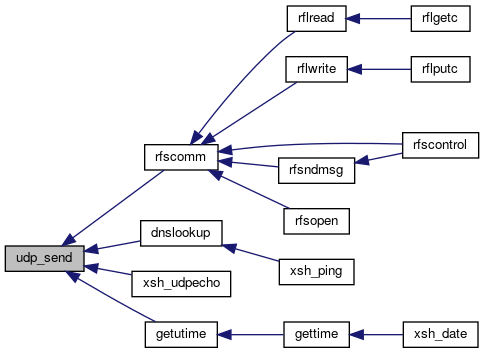 rflread
rflgetc
rflwrite
rflputc
rfscomm
rfscontrol
rfsndmsg
rfsopen
dnslookup
udp_send
xsh_ping
xsh_udpecho
getutime
gettime
xsh_date